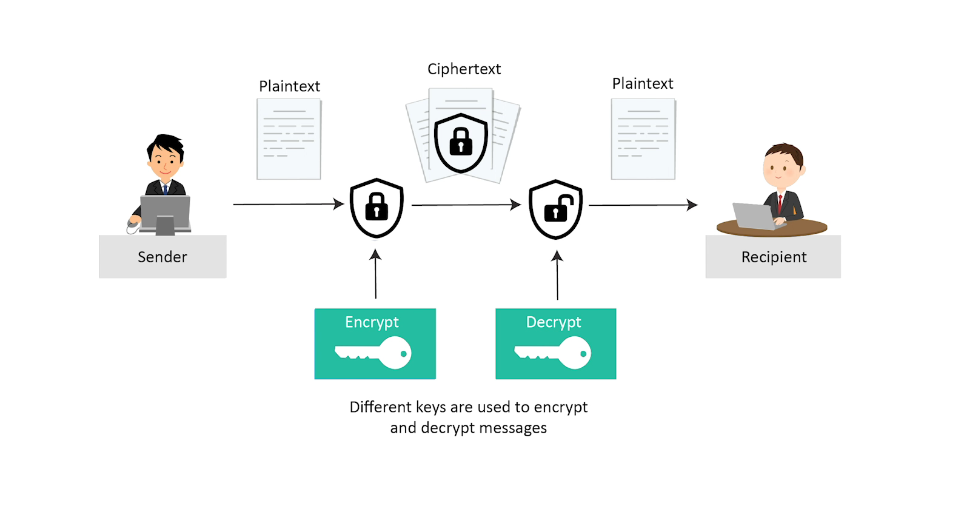 Plaintext
Ciphertext
Plaintext
Sender
Recipient
Encrypt
Decrypt
Different keys are used to encrypt
and decrypt messages